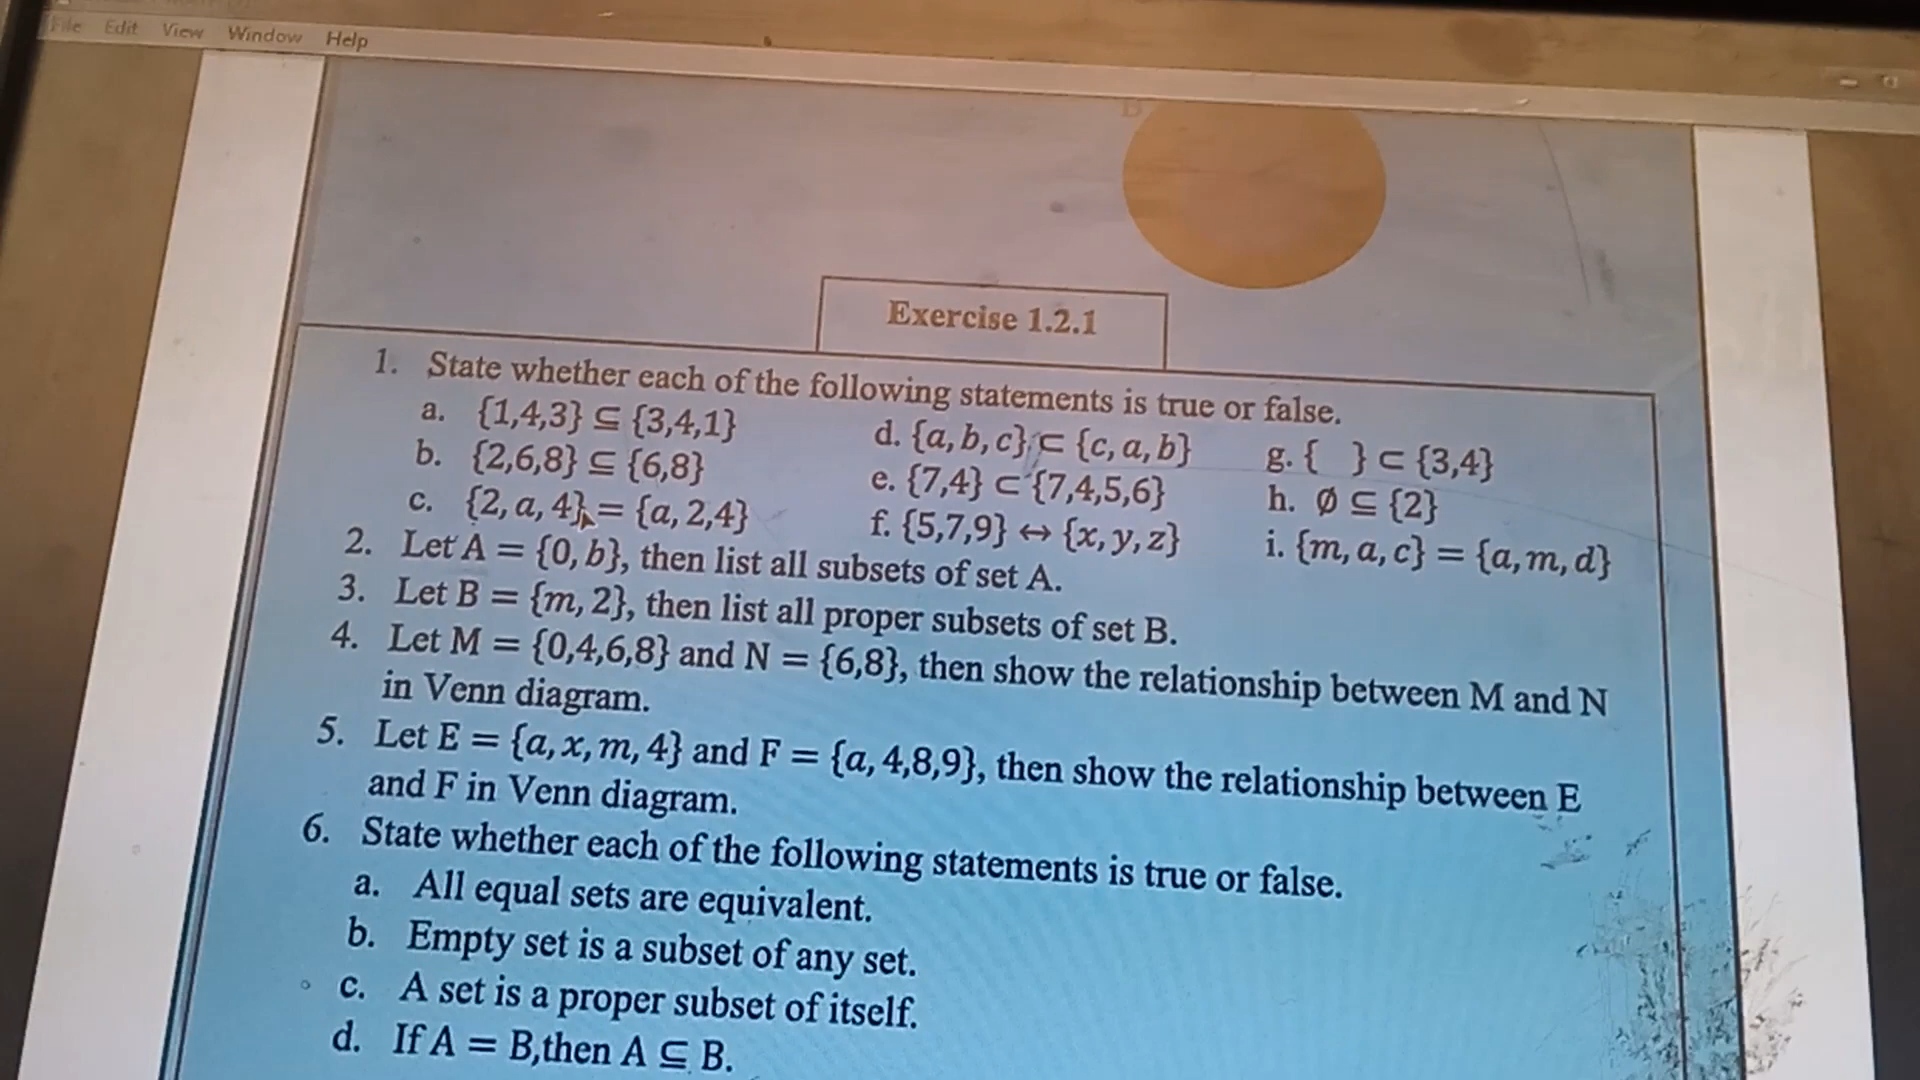 File Edit View Window Help
Exercise 1.2.1
1. State whether each of the following statements is true or false.
a. {1,4,3} ⊆ {3,4,1}
b. {2,6,8} ⊆ {6,8}
c. {2, a, 4} = {a, 2,4}
d. {a, b, c} ⊂ {c, a, b}
e. {7,4} ⊂ {7,4,5,6}
f. {5,7,9} ↔ {x, y, z}
g. { } ⊂ {3,4}
h. ∅ ⊆ {2}
i. {m, a, c} = {a, m, d}
2. Let A = {0, b}, then list all subsets of set A.
3. Let B = {m, 2}, then list all proper subsets of set B.
4. Let M = {0,4,6,8} and N = {6,8}, then show the relationship between M and N
in Venn diagram.
5. Let E = {a, x, m, 4} and F = {a, 4,8,9}, then show the relationship between E
and F in Venn diagram.
6. State whether each of the following statements is true or false.
a. All equal sets are equivalent.
b. Empty set is a subset of any set.
c. A set is a proper subset of itself.
d. If A = B,then A ⊆ B.